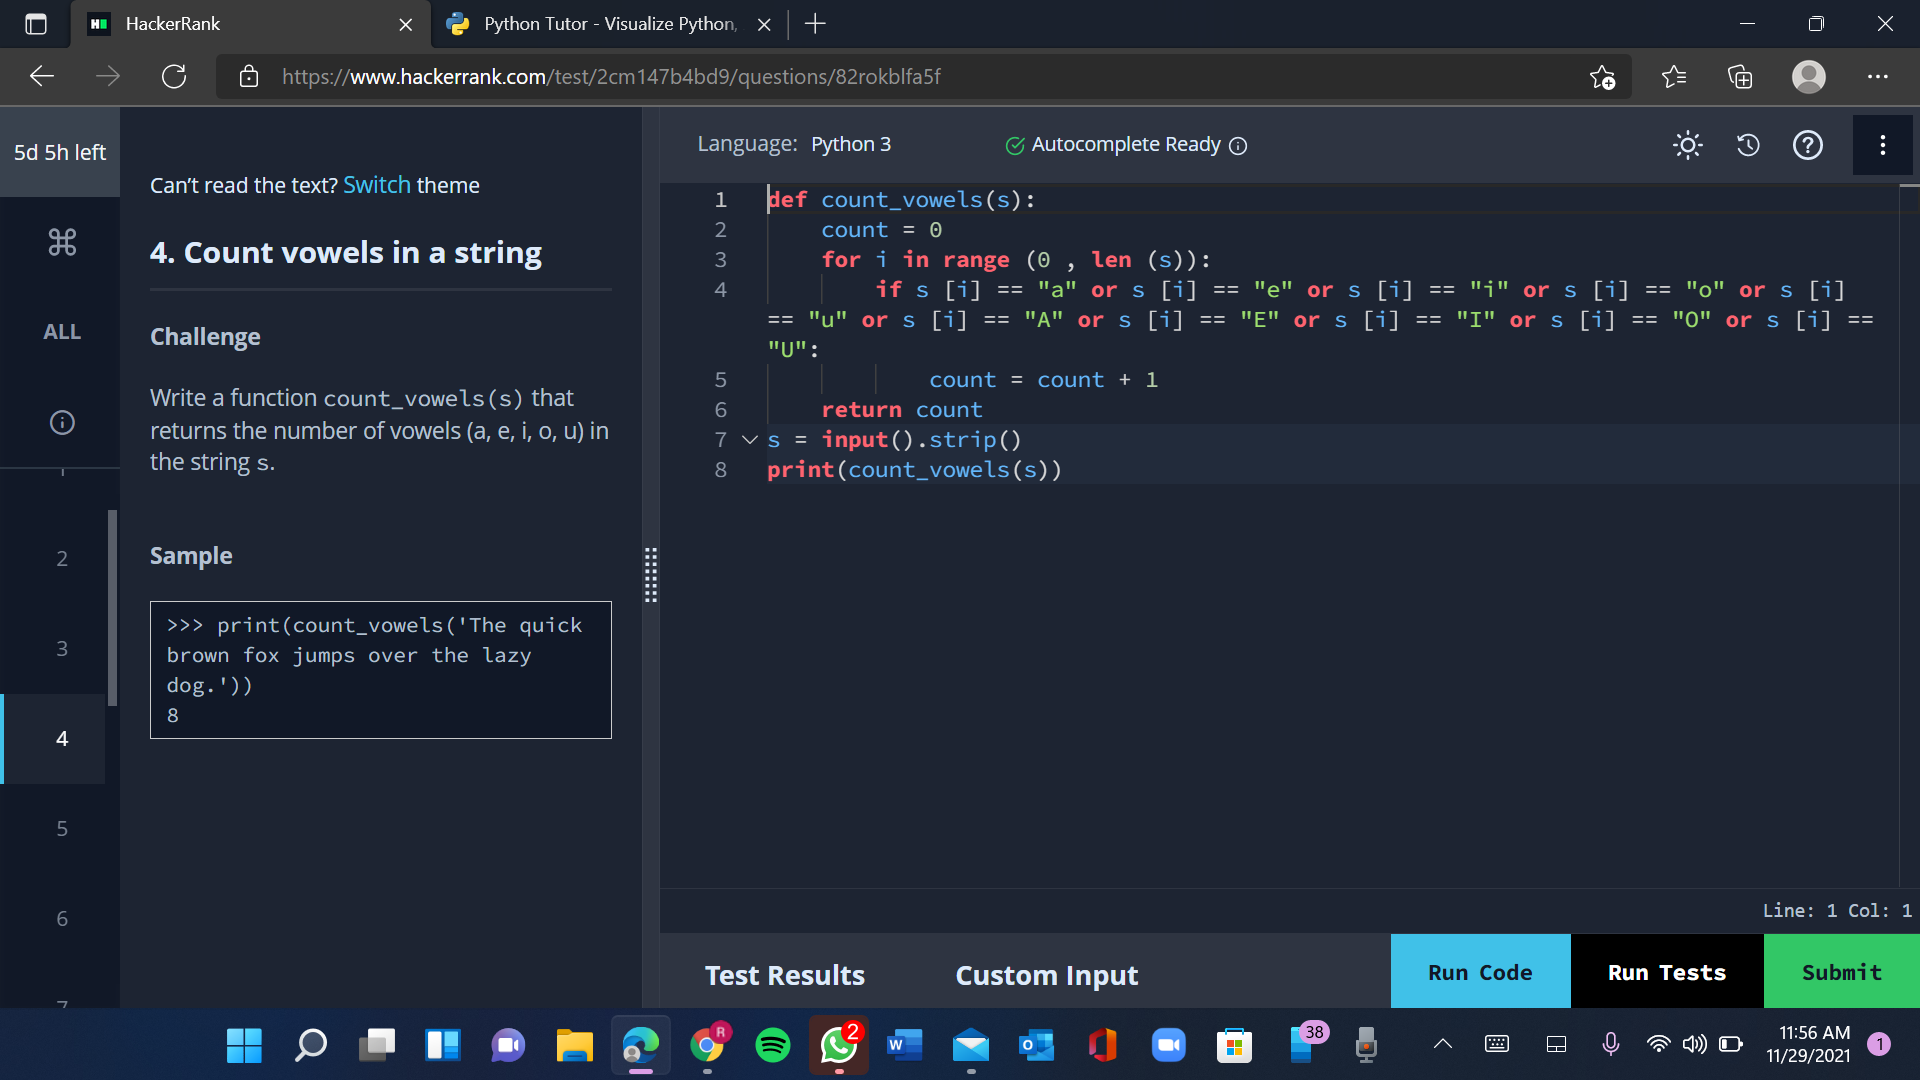 HackerRank
Python Tutor - Visualize Python,
https://www.hackerrank.com/test/2cm147b4bd9/questions/82rokblfa5f
5d 5h left
Can't read the text? Switch theme
4. Count vowels in a string
Challenge
Write a function count_vowels(s) that
returns the number of vowels (a, e, i, o, u) in
the string s.
Sample
>>> print(count_vowels('The quick
brown fox jumps over the lazy
dog.'))
8
ALL
2
3
4
5
6
7
Language: Python 3
Autocomplete Ready
1 def count_vowels(s):
2 count = 0
3 for i in range (0 , len (s)):
4 if s [i] == "a" or s [i] == "e" or s [i] == "i" or s [i] == "o" or s [i]
== "u" or s [i] == "A" or s [i] == "E" or s [i] == "I" or s [i] == "O" or s [i] ==
"U":
5 count = count + 1
6 return count
7 s = input().strip()
8 print(count_vowels(s))
Line: 1 Col: 1
Test Results
Custom Input
Run Code
Run Tests
Submit
R
2
38
11:56 AM
11/29/2021
1